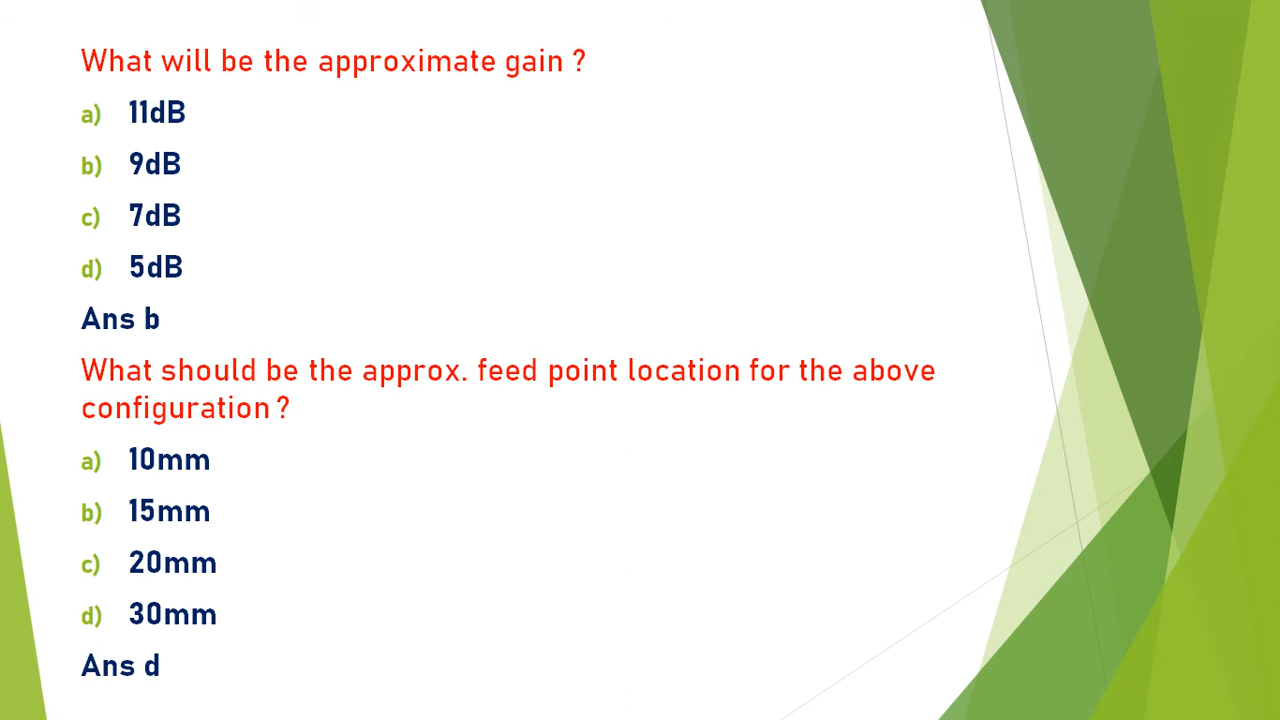 What will be the approximate gain ?
a) 11dB
b) 9dB
c) 7dB
d) 5dB
Ans b
What should be the approx. feed point location for the above
configuration ?
a) 10mm
b) 15mm
c) 20mm
d) 30mm
Ans d